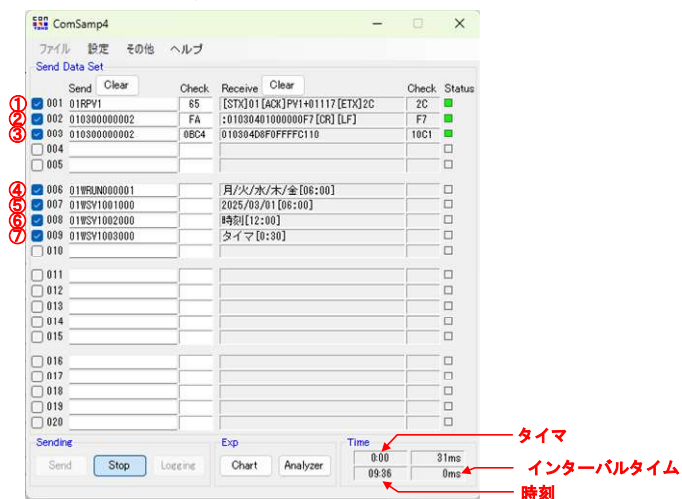 CON TRNS ComSamp4
ファイル 設定 その他 ヘルプ
Send Data Set
Send Clear Check Receive Clear Check Status
① 001 01RPV1 65 [STX]01[ACK]PV1+01117[ETX]2C 2C
② 002 010300000002 FA :01030401000000F7[CR][LF] F7
③ 003 010300000002 0BC4 010304D8F0FFFFC110 10C1
004
005
④ 006 01WRUN000001 月/火/水/木/金[06:00]
⑤ 007 01WSV1001000 2025/03/01[06:00]
⑥ 008 01WSV1002000 時刻[12:00]
⑦ 009 01WSV1003000 タイマ[0:30]
010
011
012
013
014
015
016
017
018
019
020
Sending Exp Time
タイマ
Send Stop Logging Chart Analyzer 0:00 31ms
09:36 0ms インターバルタイム
時刻